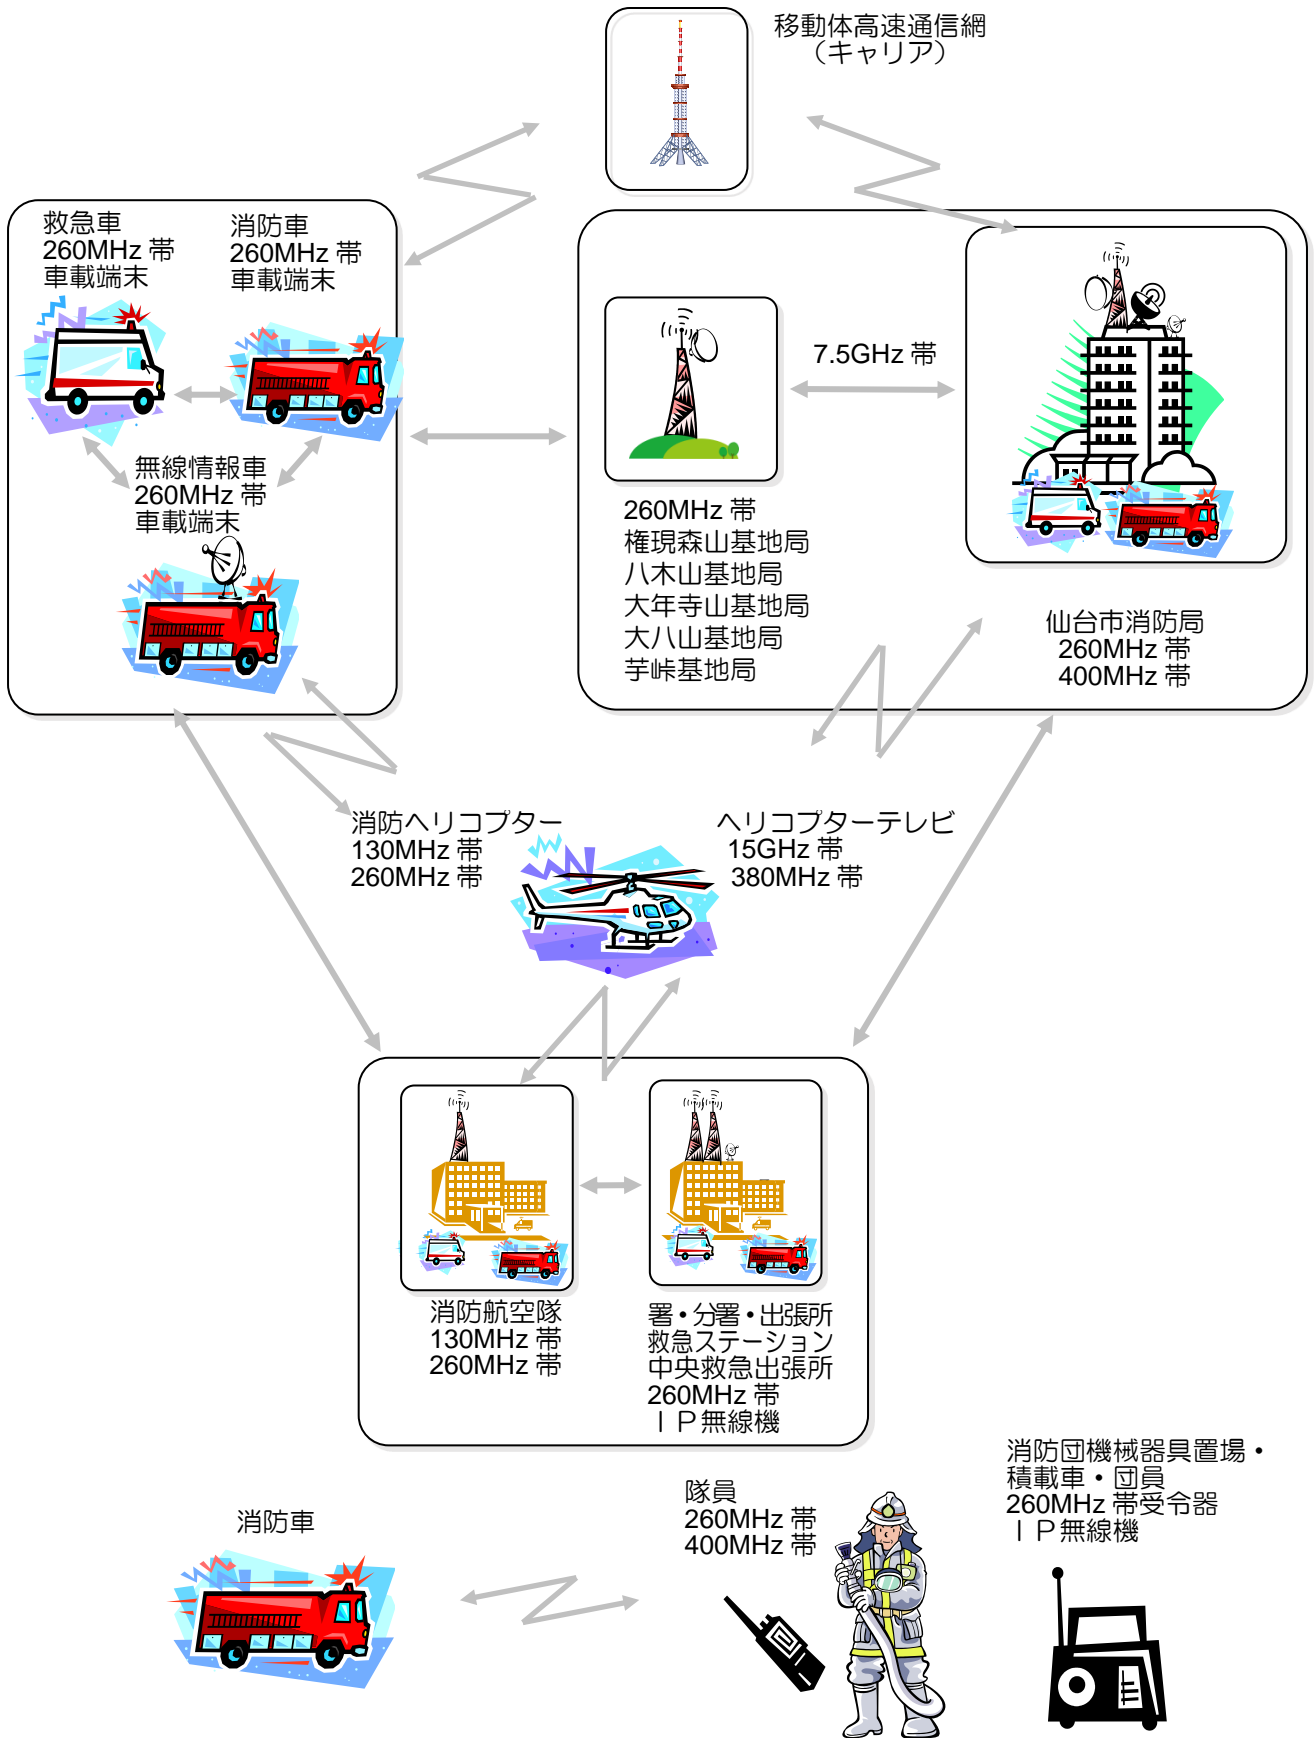 移動体高速通信網
（キャリア）
救急車
260MHz 帯
車載端末
消防車
260MHz 帯
車載端末
無線情報車
260MHz 帯
車載端末
7.5GHz 帯
260MHz 帯
権現森山基地局
八木山基地局
大年寺山基地局
大八山基地局
芋峠基地局
仙台市消防局
260MHz 帯
400MHz 帯
消防ヘリコプター
130MHz 帯
260MHz 帯
ヘリコプターテレビ
15GHz 帯
380MHz 帯
消防航空隊
130MHz 帯
260MHz 帯
署・分署・出張所
救急ステーション
中央救急出張所
260MHz 帯
ＩＰ無線機
消防車
隊員
260MHz 帯
400MHz 帯
消防団機械器具置場・
積載車・団員
260MHz 帯受令器
ＩＰ無線機